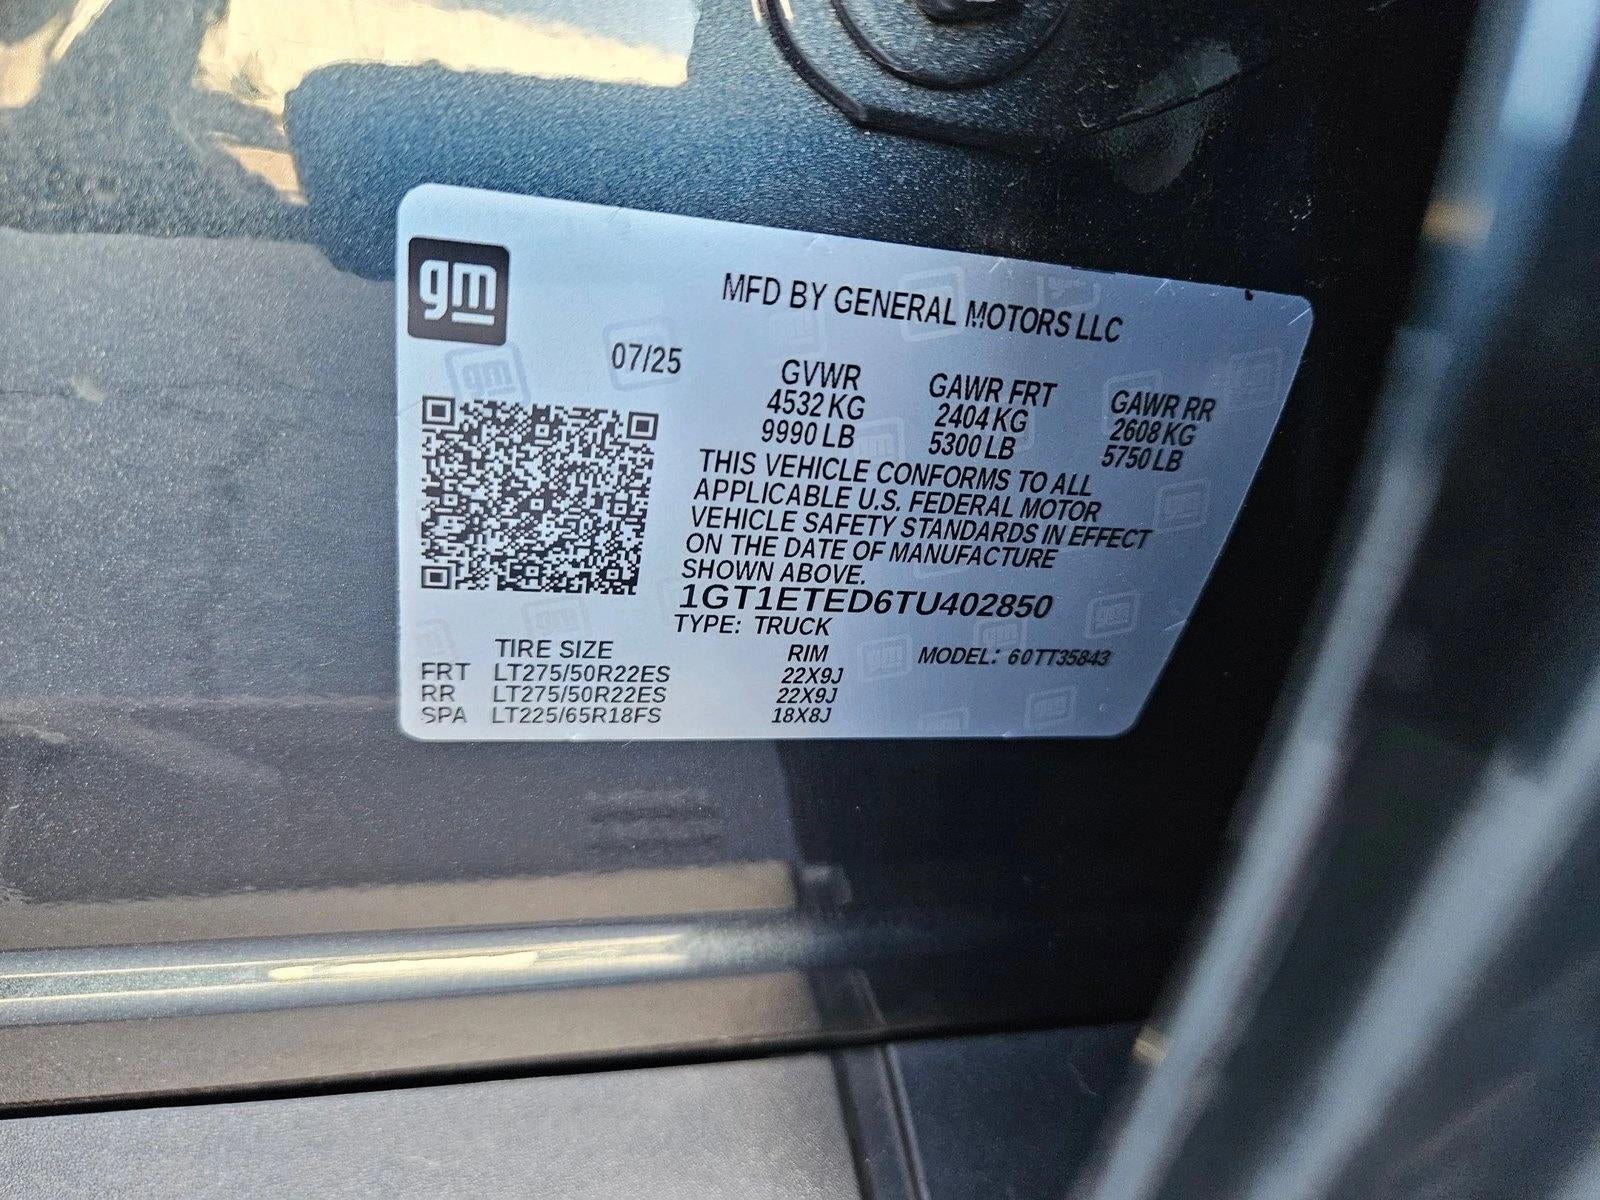 gm
MFD BY GENERAL MOTORS LLC
07/25
GVWR GAWR FRT GAWR RR
4532 KG 2404 KG 2608 KG
9990 LB 5300 LB 5750 LB
THIS VEHICLE CONFORMS TO ALL
APPLICABLE U.S. FEDERAL MOTOR
VEHICLE SAFETY STANDARDS IN EFFECT
ON THE DATE OF MANUFACTURE
SHOWN ABOVE.
1GT1ETED6TU402850
TYPE: TRUCK
TIRE SIZE RIM MODEL: 60TT35843
FRT LT275/50R22ES 22X9J
RR LT275/50R22ES 22X9J
SPA LT225/65R18FS 18X8J